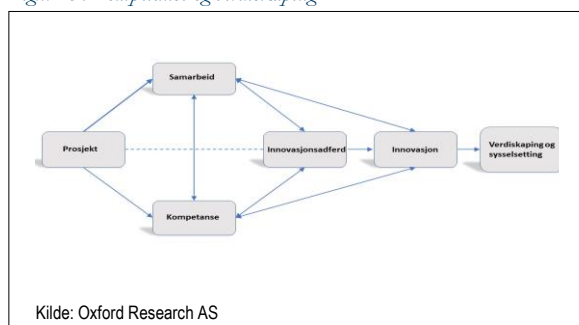 Samarbeid
Prosjekt
Innovasjonsadferd
Innovasjon
Verdiskaping og
sysselsetting
Kompetanse
Kilde: Oxford Research AS